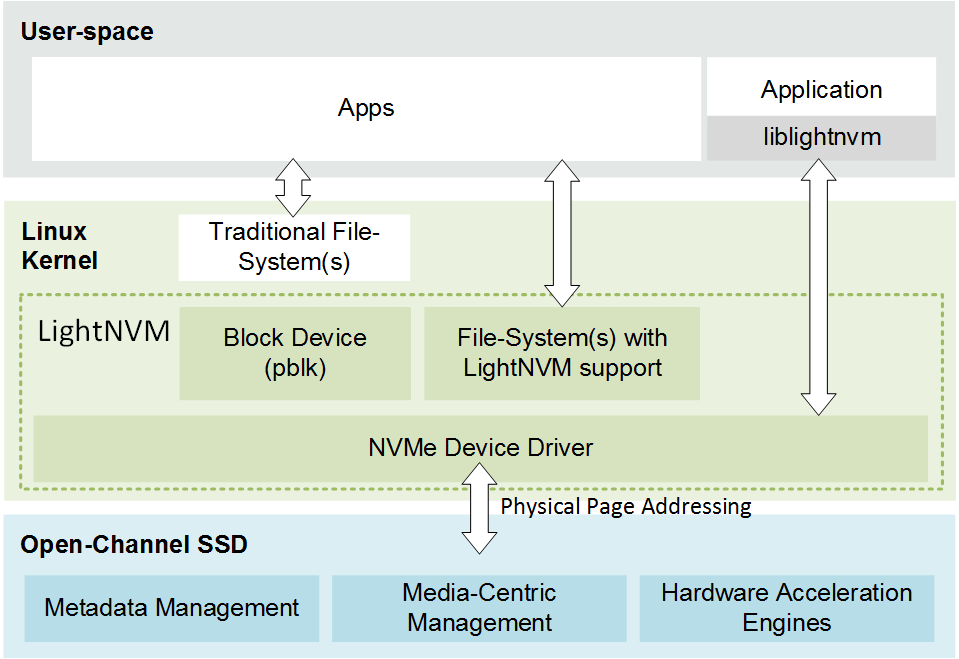 User-space
Apps
Application
liblightnvm
Linux
Kernel
Traditional File-
System(s)
LightNVM
Block Device
(pblk)
File-System(s) with
LightNVM support
NVMe Device Driver
Physical Page Addressing
Open-Channel SSD
Metadata Management
Media-Centric
Management
Hardware Acceleration
Engines